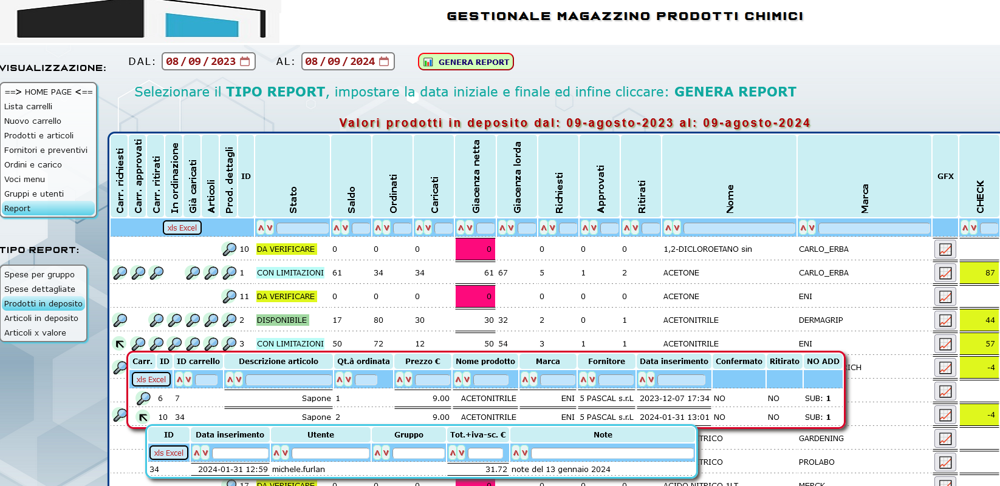 GESTIONALE MAGAZZINO PRODOTTI CHIMICI
VISUALIZZAZIONE:
==> HOME PAGE <==
Lista carrelli
Nuovo carrello
Prodotti e articoli
Fornitori e preventivi
Ordini e carico
Voci menu
Gruppi e utenti
Report
TIPO REPORT:
Spese per gruppo
Spese dettagliate
Prodotti in deposito
Articoli in deposito
Articoli x valore
DAL: 08/09/2023 AL: 08/09/2024 GENERA REPORT
Selezionare il TIPO REPORT, impostare la data iniziale e finale ed infine cliccare: GENERA REPORT
Valori prodotti in deposito dal: 09-agosto-2023 al: 09-agosto-2024
Carr. richiesti Carr. approvati Carr. ritirati In ordinazione Già caricati Articoli Prod. dettagli ID Stato Saldo Ordinati Caricati Giacenza netta Giacenza lorda Richiesti Approvati Ritirati Nome Marca GFX CHECK
xls Excel
10 DA VERIFICARE 0 0 0 0 0 0 0 1,2-DICLOROETANO sin CARLO_ERBA
1 CON LIMITAZIONI 61 34 34 61 67 5 1 2 ACETONE CARLO_ERBA 87
11 DA VERIFICARE 0 0 0 0 0 0 0 ACETONE ENI
2 DISPONIBILE 17 80 30 30 32 2 0 1 ACETONITRILE DERMAGRIP 44
3 CON LIMITAZIONI 50 72 12 50 54 3 1 1 ACETONITRILE ENI 57
RICH -4
Carr. ID ID carrello Descrizione articolo Qt.à ordinata Prezzo € Nome prodotto Marca Fornitore Data inserimento Confermato Ritirato NO ADD
xls Excel
6 7 Sapone 1 9.00 ACETONITRILE ENI 5 PASCAL s.r.L 2023-12-07 17:34 NO NO SUB: 1
10 34 Sapone 2 9.00 ACETONITRILE ENI 5 PASCAL s.r.L 2024-01-31 13:01 NO NO SUB: 1
-4
ID Data inserimento Utente Gruppo Tot.+iva-sc. € Note
xls Excel
34 2024-01-31 12:59 michele.furlan 31.72 note del 13 gennaio 2024
TRICO GARDENING
TRICO PROLABO
17 DA VERIFICARE 0 0 0 0 0 0 0 ACIDO NITRICO 1LT MERCK